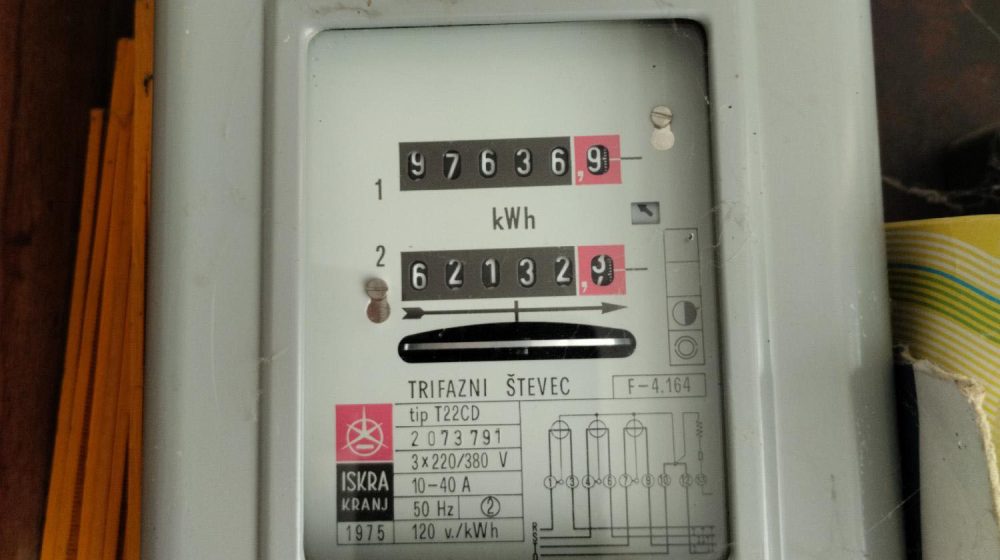 1 97636,9
kWh
2 62132,9
TRIFAZNI ŠTEVEC F-4.164
tip T22CD
2073791
3×220/380 V
ISKRA 10-40 A
KRANJ 50 Hz 2
1975 120 v./kWh